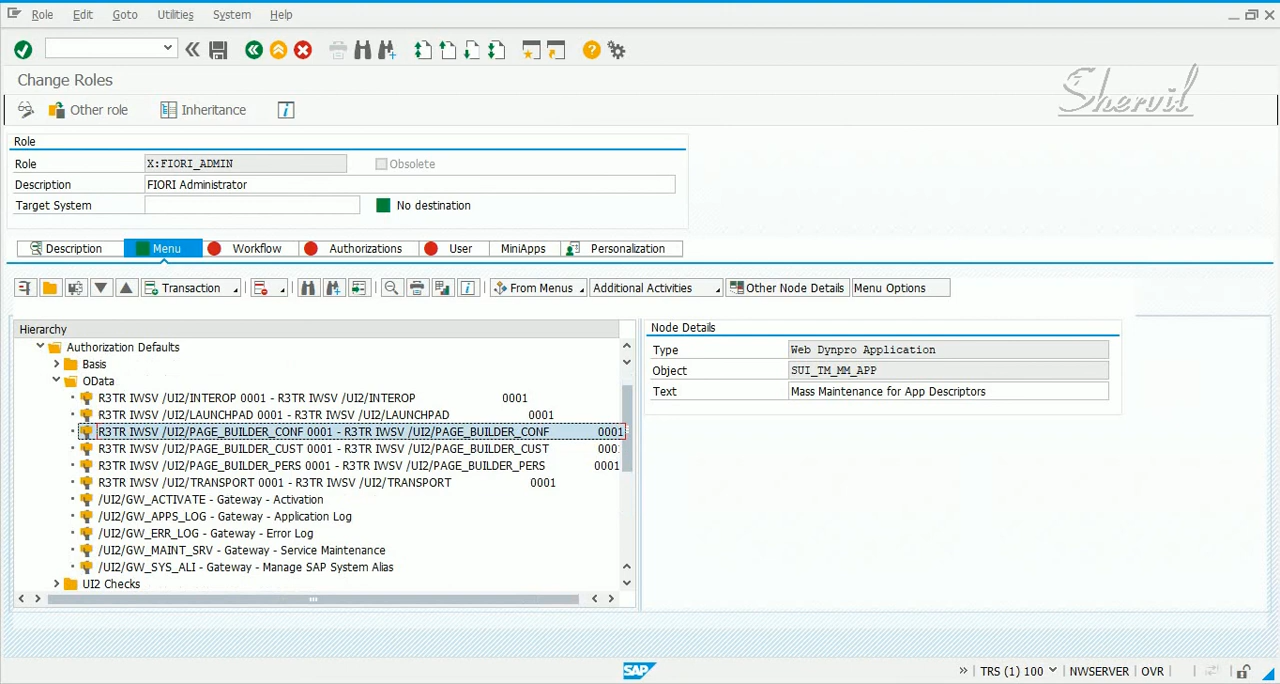 Role Edit Goto Utilities System Help
Change Roles
Shervil
Other role Inheritance
Role
Role X:FIORI_ADMIN Obsolete
Description FIORI Administrator
Target System No destination
Description Menu Workflow Authorizations User MiniApps Personalization
Transaction From Menus Additional Activities Other Node Details Menu Options
Hierarchy
Authorization Defaults
Basis
OData
R3TR IWSV /UI2/INTEROP 0001 - R3TR IWSV /UI2/INTEROP 0001
R3TR IWSV /UI2/LAUNCHPAD 0001 - R3TR IWSV /UI2/LAUNCHPAD 0001
R3TR IWSV /UI2/PAGE_BUILDER_CONF 0001 - R3TR IWSV /UI2/PAGE_BUILDER_CONF 0001
R3TR IWSV /UI2/PAGE_BUILDER_CUST 0001 - R3TR IWSV /UI2/PAGE_BUILDER_CUST 000
R3TR IWSV /UI2/PAGE_BUILDER_PERS 0001 - R3TR IWSV /UI2/PAGE_BUILDER_PERS 0001
R3TR IWSV /UI2/TRANSPORT 0001 - R3TR IWSV /UI2/TRANSPORT 0001
/UI2/GW_ACTIVATE - Gateway - Activation
/UI2/GW_APPS_LOG - Gateway - Application Log
/UI2/GW_ERR_LOG - Gateway - Error Log
/UI2/GW_MAINT_SRV - Gateway - Service Maintenance
/UI2/GW_SYS_ALI - Gateway - Manage SAP System Alias
UI2 Checks
Node Details
Type Web Dynpro Application
Object SUI_TM_MM_APP
Text Mass Maintenance for App Descriptors
SAP
TRS (1) 100 NWSERVER OVR